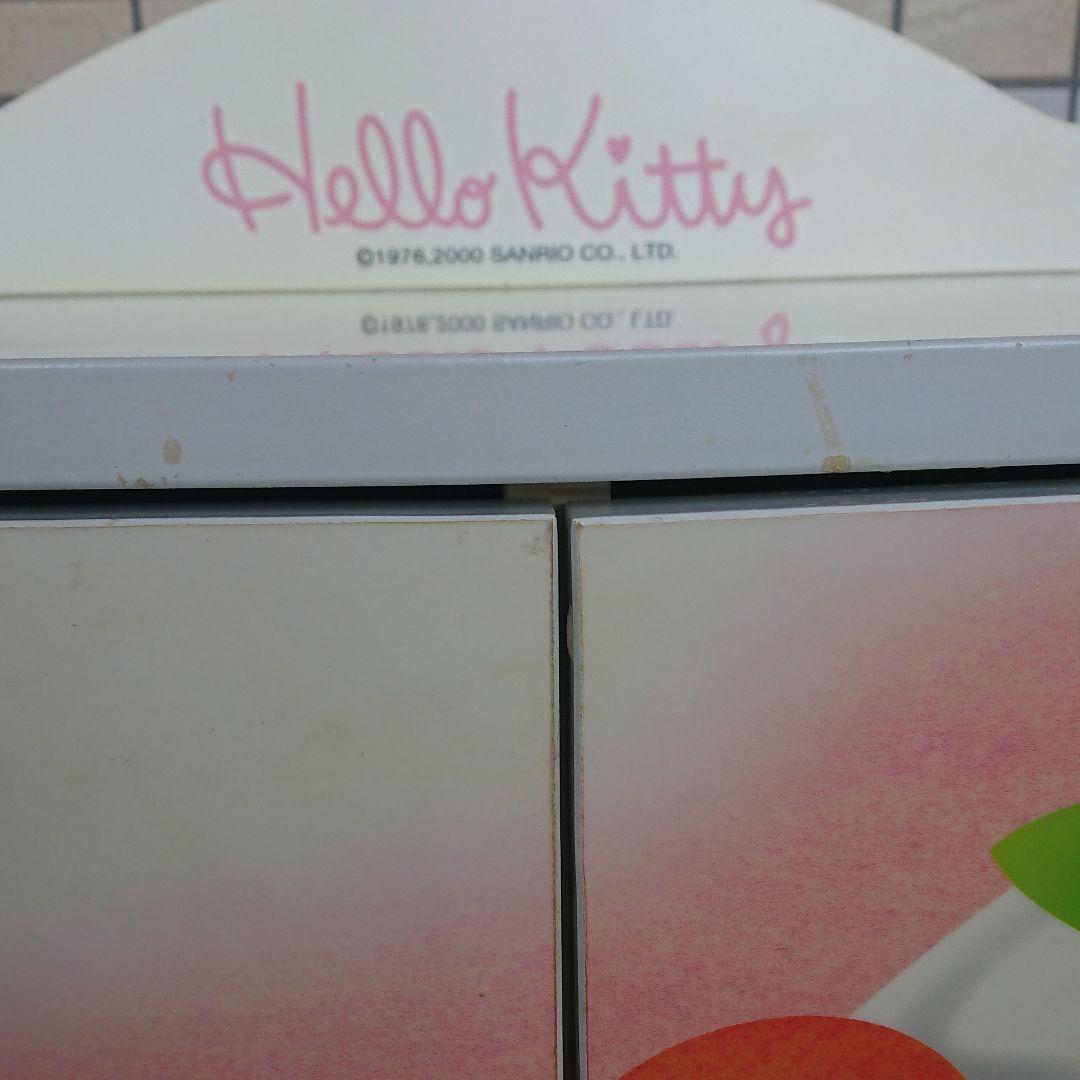 Hello Kitty
©1976,2000 SANRIO CO., LTD.